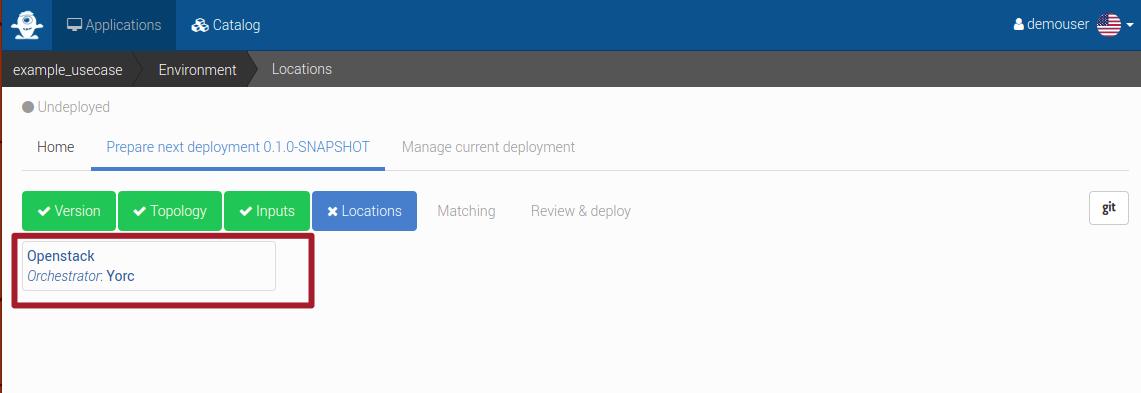 Applications Catalog demouser
example_usecase Environment Locations
Undeployed
Home Prepare next deployment 0.1.0-SNAPSHOT Manage current deployment
Version Topology Inputs Locations Matching Review & deploy git
Openstack
Orchestrator: Yorc